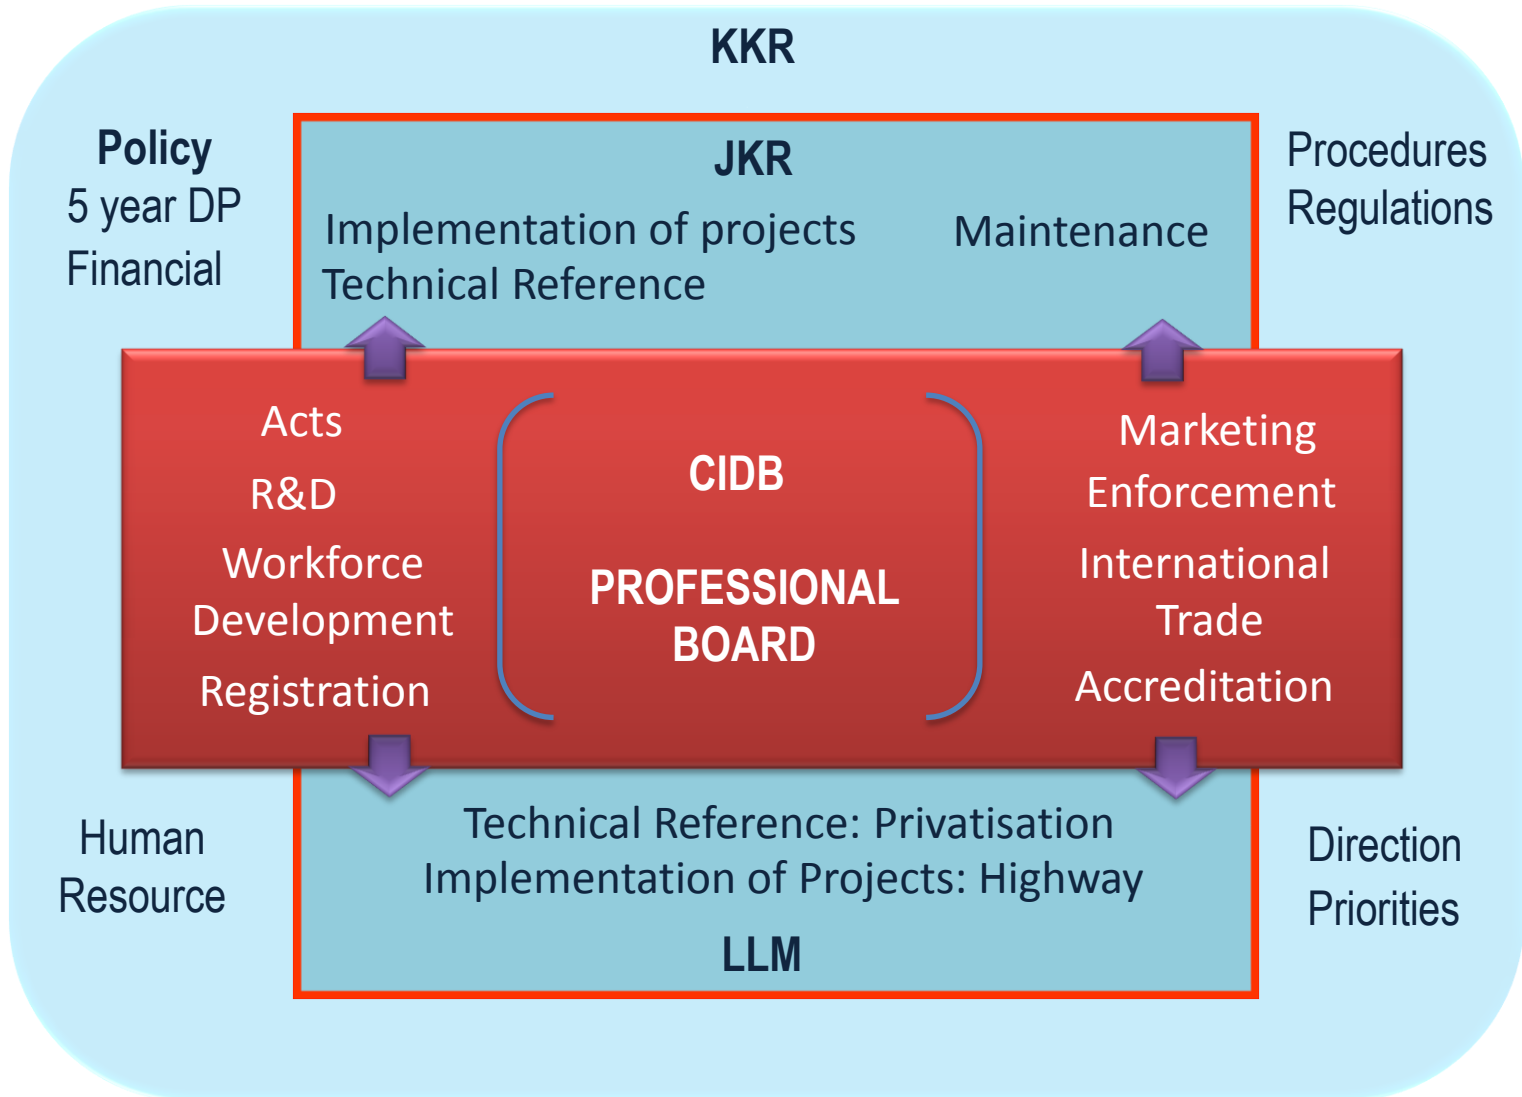 KKR
Policy
5 year DP
Financial
JKR
Implementation of projects
Technical Reference
Maintenance
Procedures
Regulations
Acts
R&D
Workforce
Development
Registration
CIDB
PROFESSIONAL
BOARD
Marketing
Enforcement
International
Trade
Accreditation
Human
Resource
Technical Reference: Privatisation
Implementation of Projects: Highway
LLM
Direction
Priorities